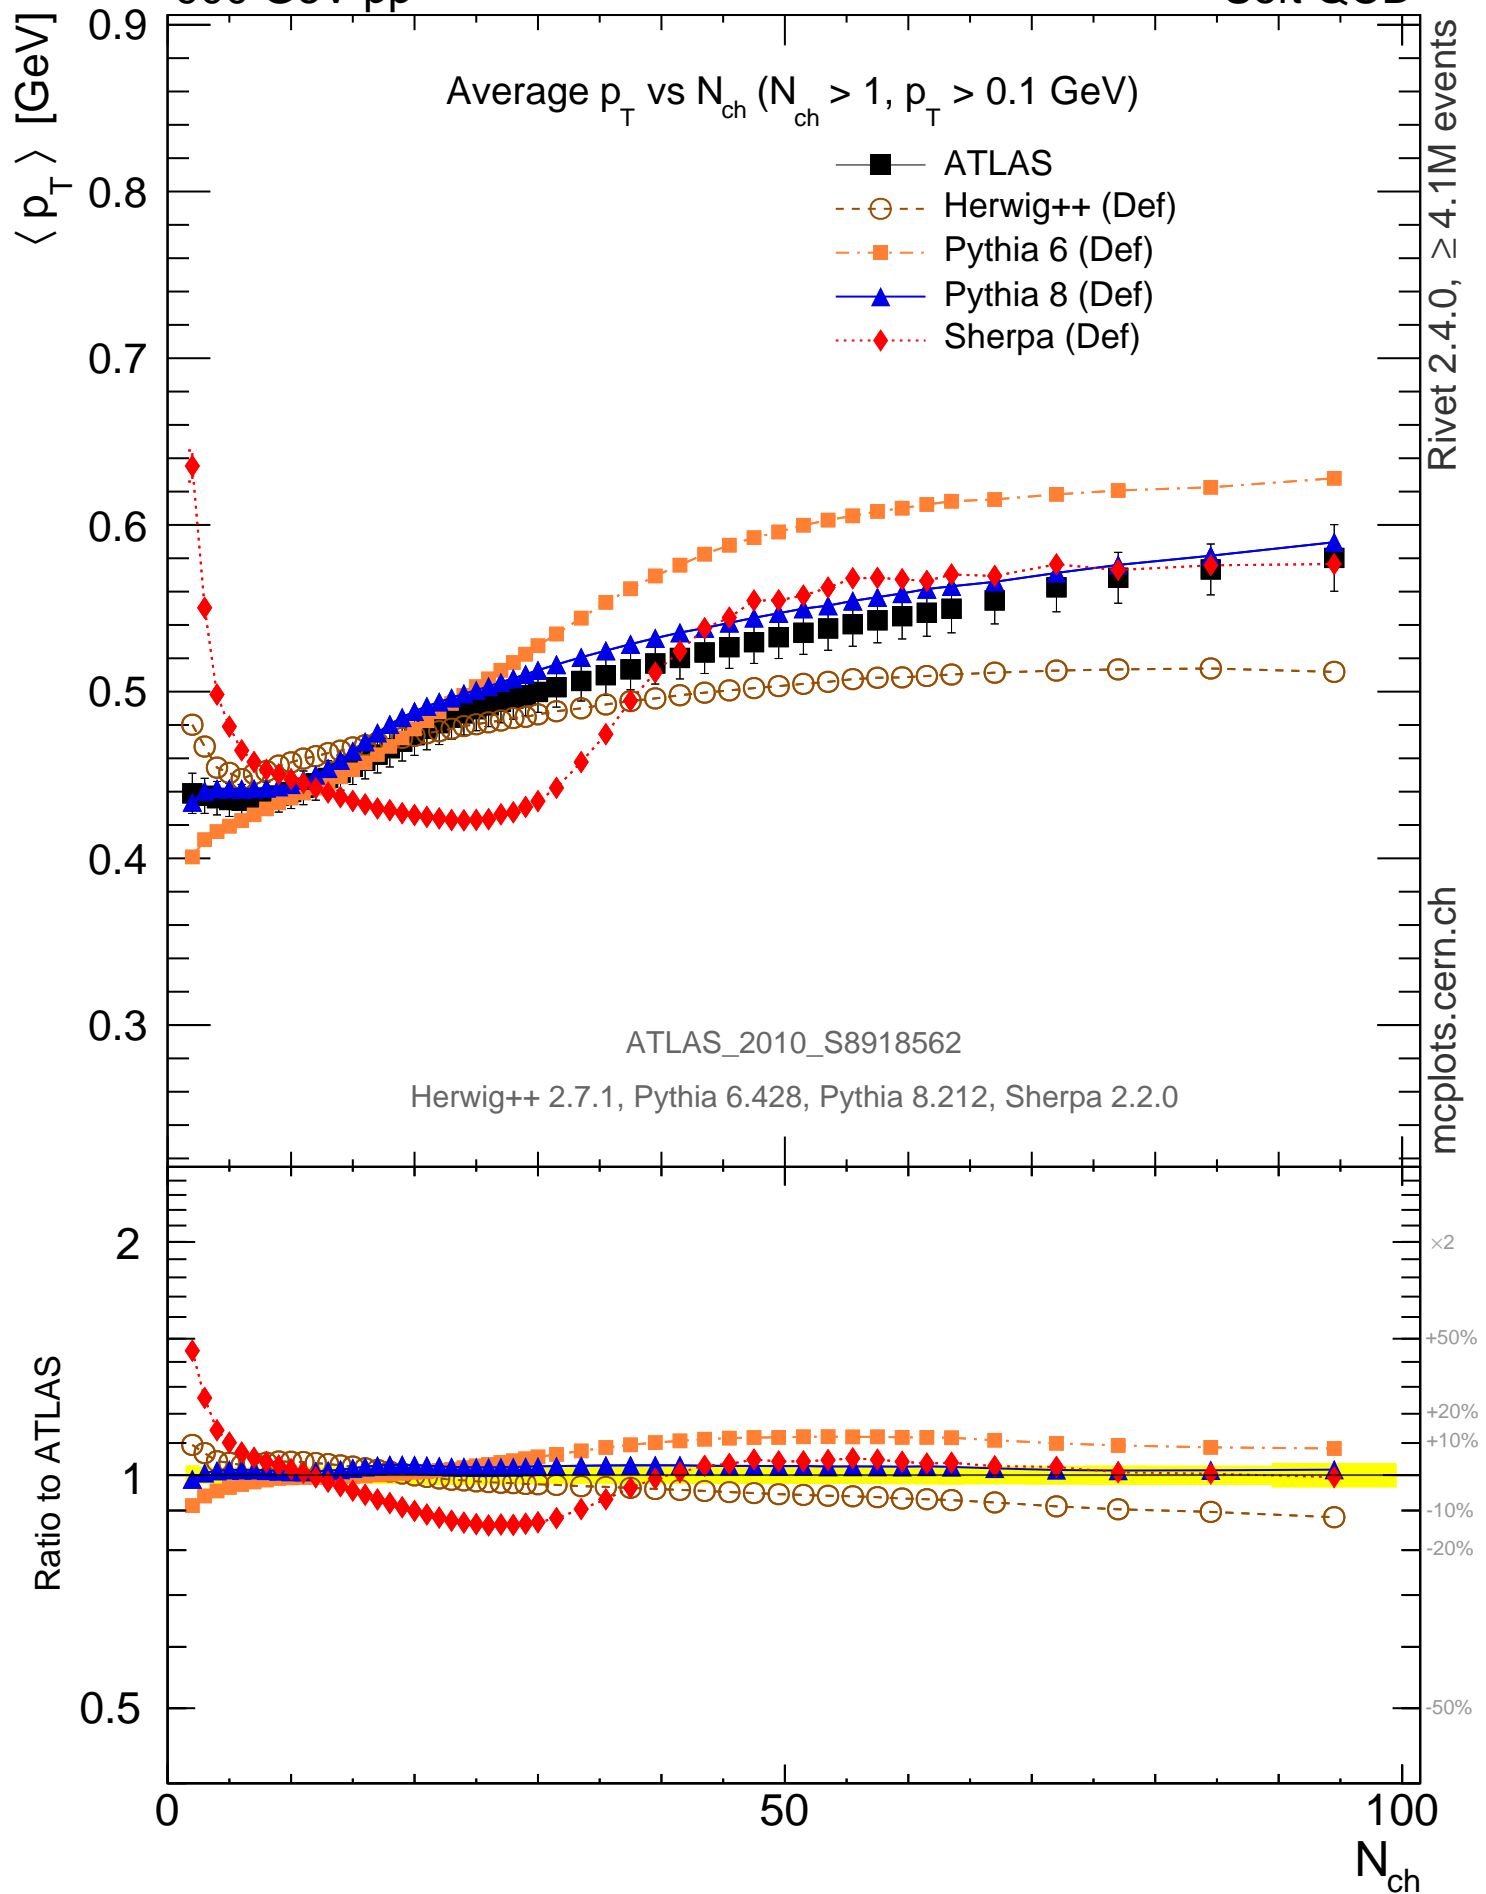 ⟨ p_T ⟩ [GeV]
Average p_T vs N_ch (N_ch > 1, p_T > 0.1 GeV)
ATLAS
Herwig++ (Def)
Pythia 6 (Def)
Pythia 8 (Def)
Sherpa (Def)
0.9
0.8
0.7
0.6
0.5
0.4
0.3
ATLAS_2010_S8918562
Herwig++ 2.7.1, Pythia 6.428, Pythia 8.212, Sherpa 2.2.0
Rivet 2.4.0, ≥ 4.1M events
mcplots.cern.ch
Ratio to ATLAS
2
1
0.5
×2
+50%
+20%
+10%
-10%
-20%
-50%
0
50
100
N_ch